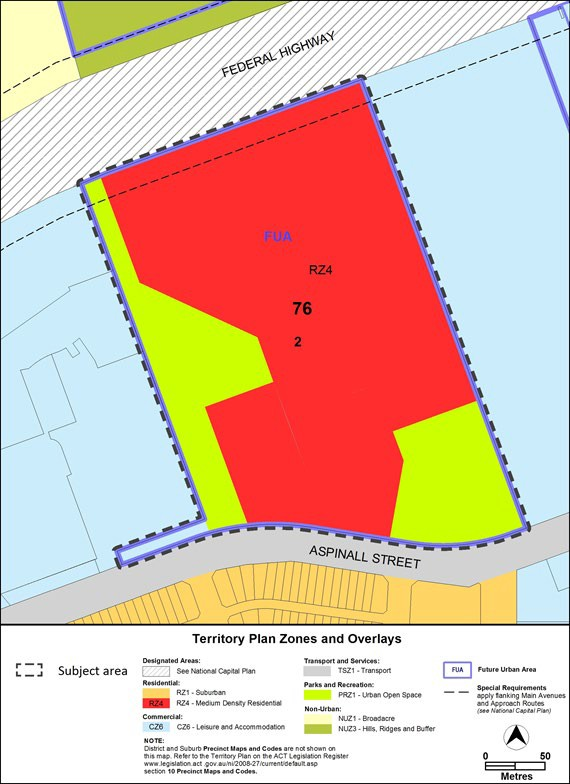 FEDERAL HIGHWAY
FUA
RZ4
76
2
ASPINALL STREET
Territory Plan Zones and Overlays
Subject area
Designated Areas:
See National Capital Plan
Residential:
RZ1 - Suburban
RZ4 RZ4 - Medium Density Residential
Commercial:
CZ6 CZ6 - Leisure and Accommodation
NOTE:
District and Suburb Precinct Maps and Codes are not shown on
this map. Refer to the Territory Plan on the ACT Legislation Register
www.legislation.act.gov.au/ni/2008-27/current/default.asp
section 10 Precinct Maps and Codes.
Transport and Services:
TSZ1 - Transport
Parks and Recreation:
PRZ1 - Urban Open Space
Non-Urban:
NUZ1 - Broadacre
NUZ3 - Hills, Ridges and Buffer
FUA Future Urban Area
Special Requirements
apply flanking Main Avenues
and Approach Routes
(see National Capital Plan)
0 50
Metres